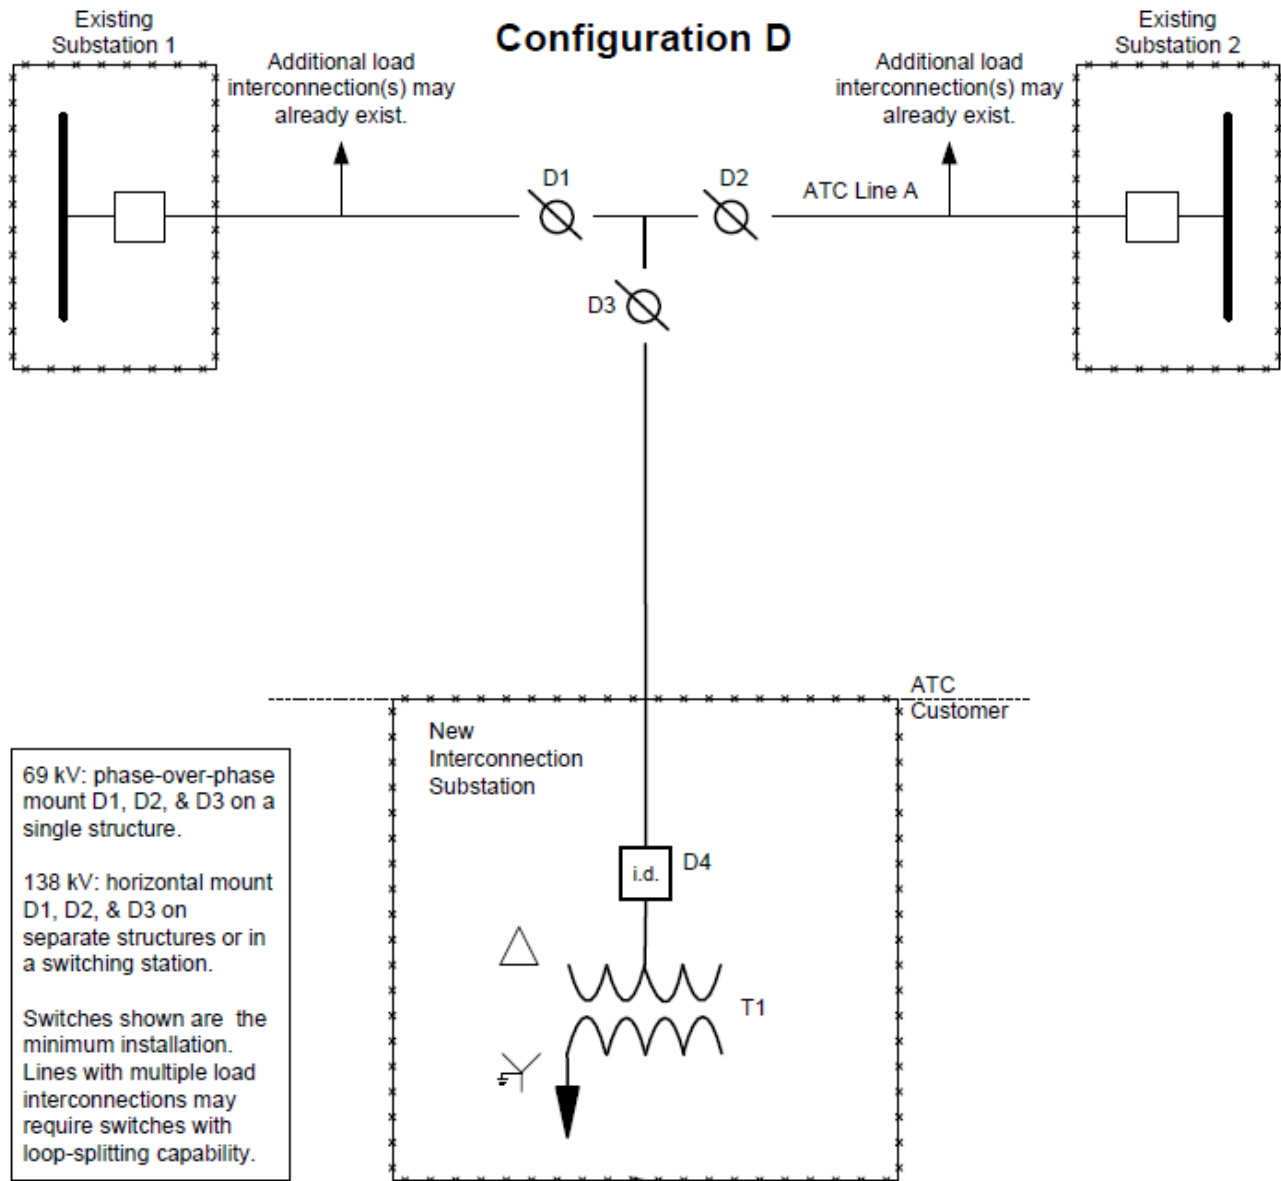 Configuration D
Existing
Substation 1
Existing
Substation 2
Additional load
interconnection(s) may
already exist.
Additional load
interconnection(s) may
already exist.
D1
D2
ATC Line A
D3
ATC
Customer
New
Interconnection
Substation
i.d.
D4
T1
69 kV: phase-over-phase
mount D1, D2, & D3 on a
single structure.
138 kV: horizontal mount
D1, D2, & D3 on
separate structures or in
a switching station.
Switches shown are the
minimum installation.
Lines with multiple load
interconnections may
require switches with
loop-splitting capability.